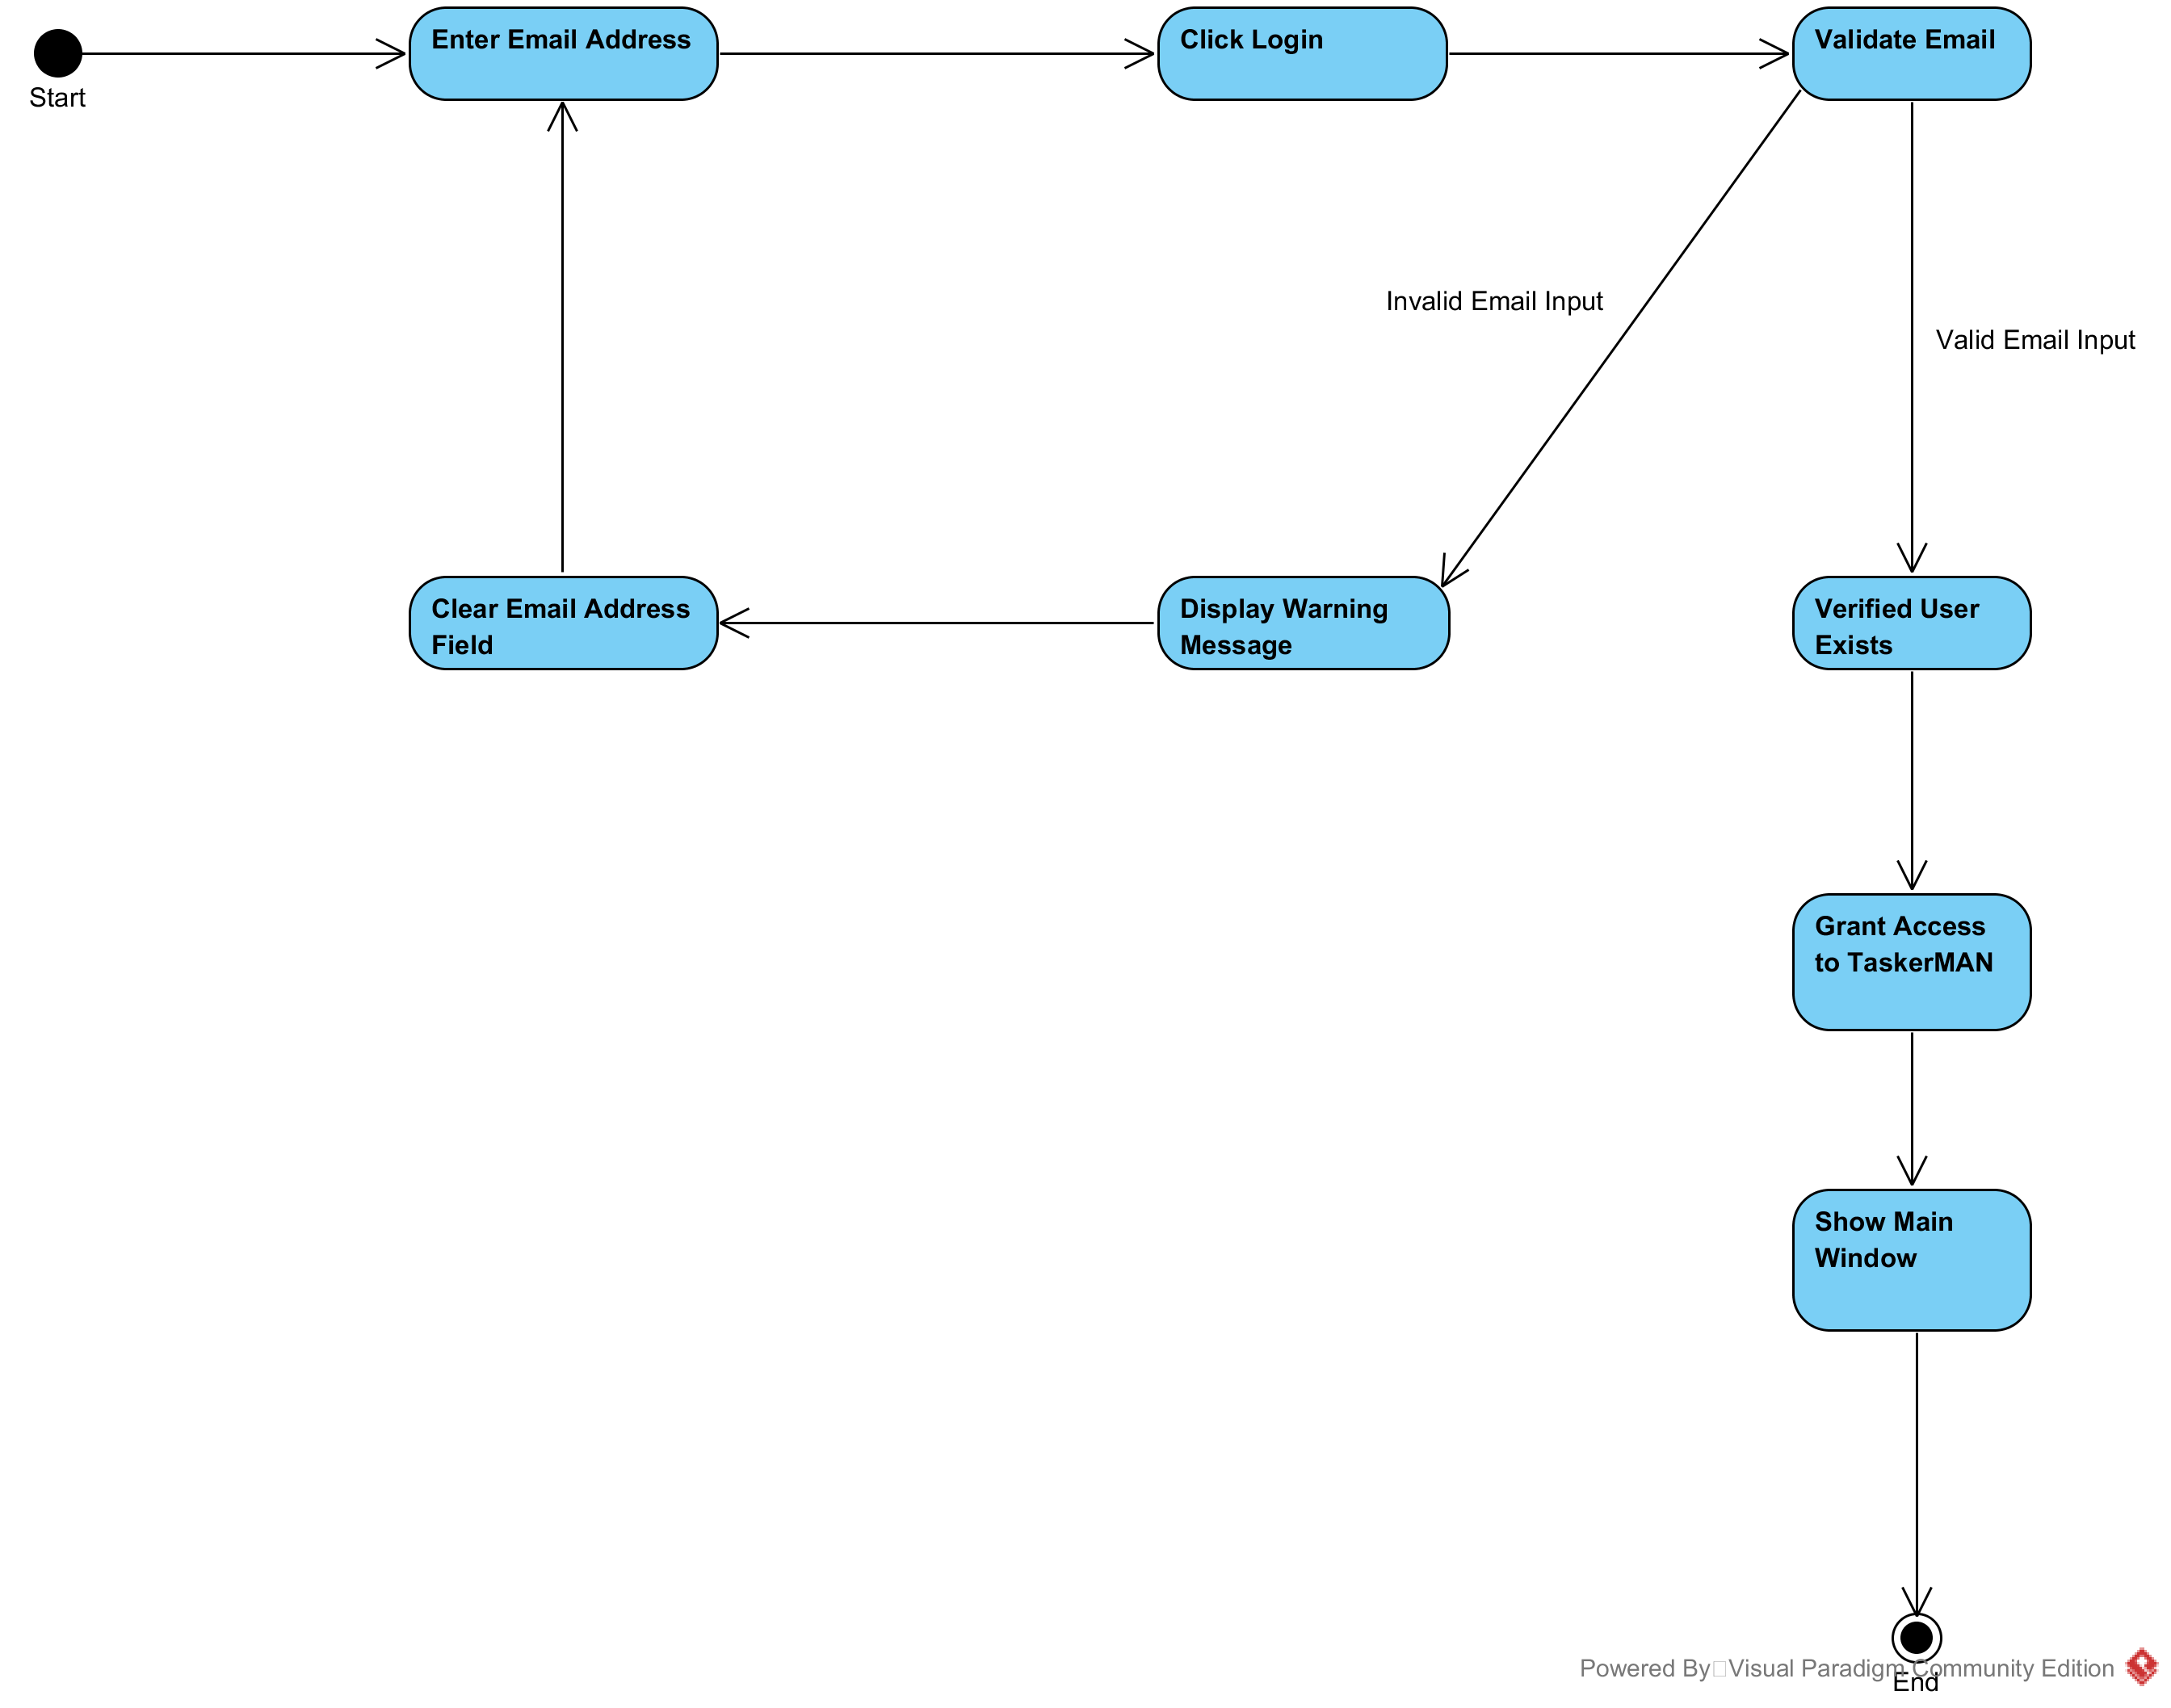 Start
Enter Email Address
Click Login
Validate Email
Invalid Email Input
Valid Email Input
Clear Email Address
Field
Display Warning
Message
Verified User
Exists
Grant Access
to TaskerMAN
Show Main
Window
Powered By Visual Paradigm Community Edition
End